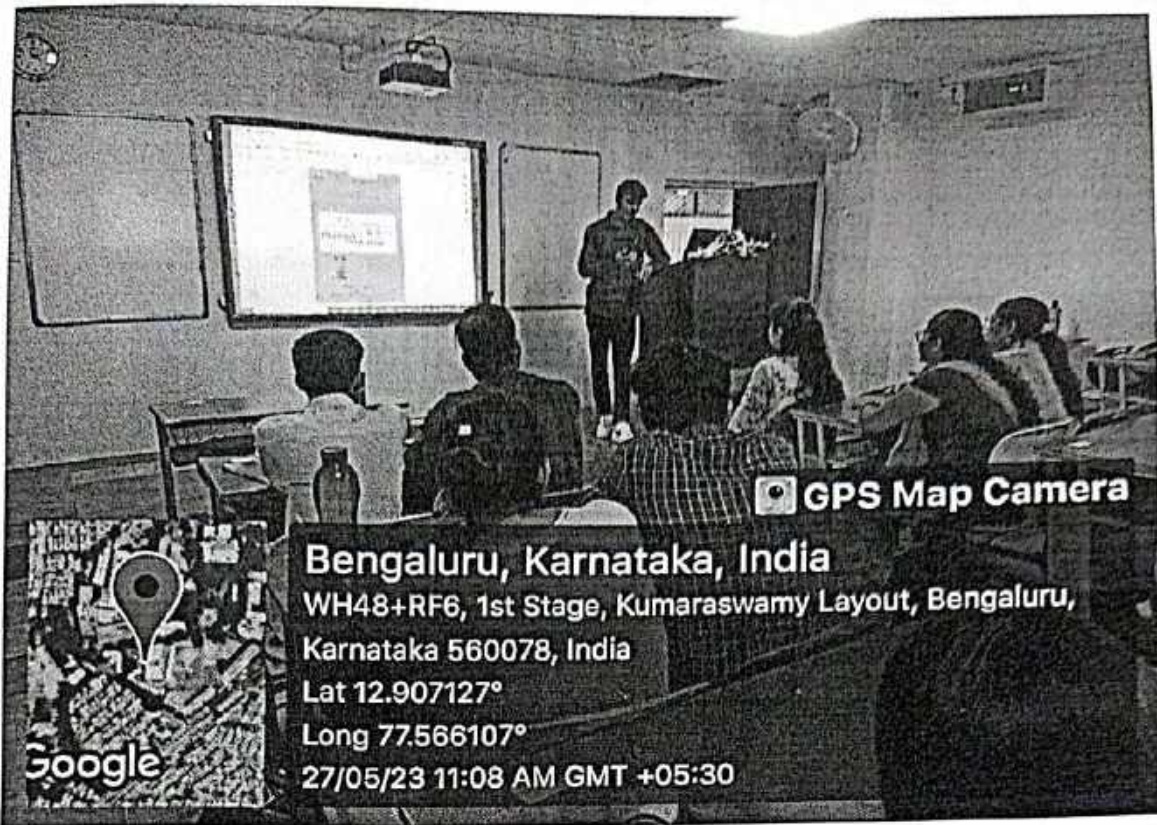 GPS Map Camera
Bengaluru, Karnataka, India
WH48+RF6, 1st Stage, Kumaraswamy Layout, Bengaluru,
Karnataka 560078, India
Lat 12.907127°
Long 77.566107°
27/05/23 11:08 AM GMT +05:30
Google